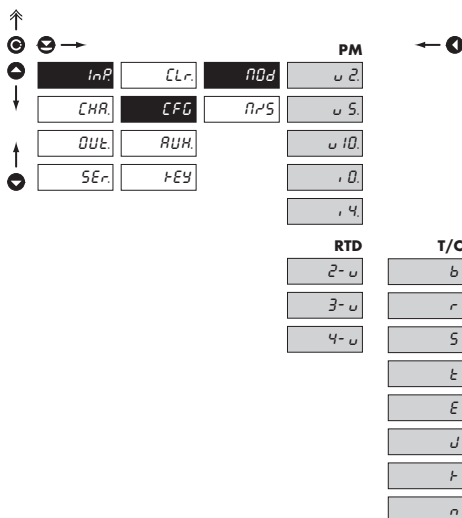 PM
InP. CLr. MOd u 2.
CHA. CFG M/S u 5.
OUt. AUX. u 10.
SEr. KEY i 0.
i 4.
RTD T/C
2- u b
3- u r
4- u S
t
E
J
K
n